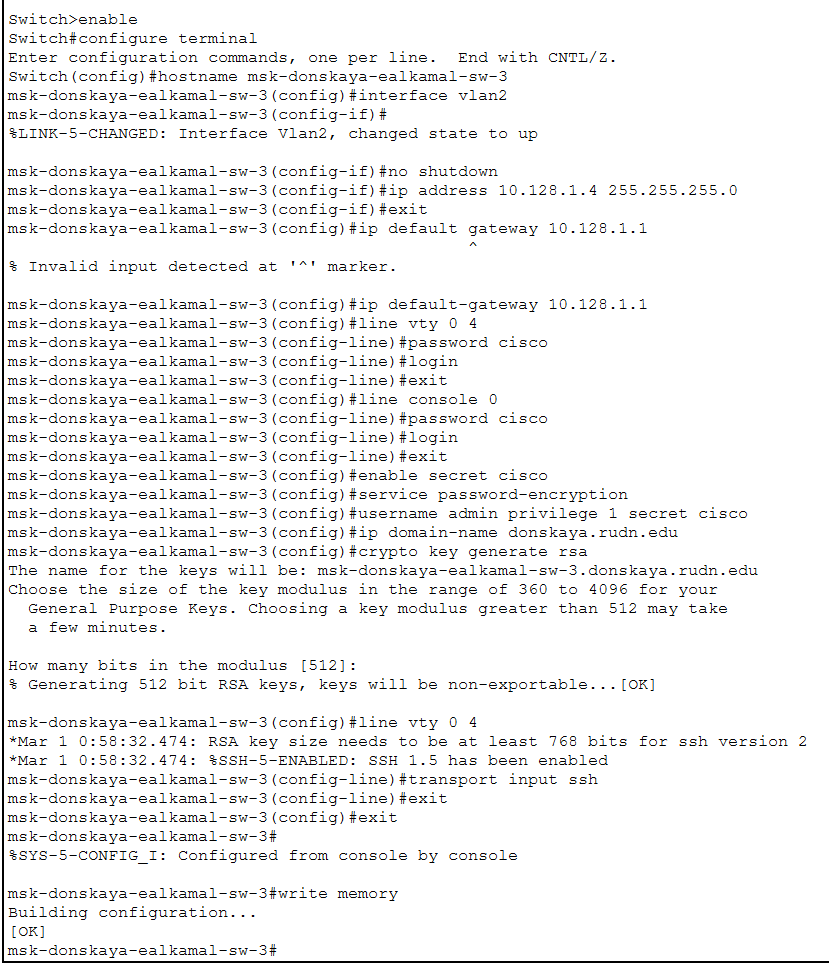 Switch>enable
Switch#configure terminal
Enter configuration commands, one per line.  End with CNTL/Z.
Switch(config)#hostname msk-donskaya-ealkamal-sw-3
msk-donskaya-ealkamal-sw-3(config)#interface vlan2
msk-donskaya-ealkamal-sw-3(config-if)#
%LINK-5-CHANGED: Interface Vlan2, changed state to up

msk-donskaya-ealkamal-sw-3(config-if)#no shutdown
msk-donskaya-ealkamal-sw-3(config-if)#ip address 10.128.1.4 255.255.255.0
msk-donskaya-ealkamal-sw-3(config-if)#exit
msk-donskaya-ealkamal-sw-3(config)#ip default gateway 10.128.1.1
                                              ^
% Invalid input detected at '^' marker.

msk-donskaya-ealkamal-sw-3(config)#ip default-gateway 10.128.1.1
msk-donskaya-ealkamal-sw-3(config)#line vty 0 4
msk-donskaya-ealkamal-sw-3(config-line)#password cisco
msk-donskaya-ealkamal-sw-3(config-line)#login
msk-donskaya-ealkamal-sw-3(config-line)#exit
msk-donskaya-ealkamal-sw-3(config)#line console 0
msk-donskaya-ealkamal-sw-3(config-line)#password cisco
msk-donskaya-ealkamal-sw-3(config-line)#login
msk-donskaya-ealkamal-sw-3(config-line)#exit
msk-donskaya-ealkamal-sw-3(config)#enable secret cisco
msk-donskaya-ealkamal-sw-3(config)#service password-encryption
msk-donskaya-ealkamal-sw-3(config)#username admin privilege 1 secret cisco
msk-donskaya-ealkamal-sw-3(config)#ip domain-name donskaya.rudn.edu
msk-donskaya-ealkamal-sw-3(config)#crypto key generate rsa
The name for the keys will be: msk-donskaya-ealkamal-sw-3.donskaya.rudn.edu
Choose the size of the key modulus in the range of 360 to 4096 for your
  General Purpose Keys. Choosing a key modulus greater than 512 may take
  a few minutes.

How many bits in the modulus [512]:
% Generating 512 bit RSA keys, keys will be non-exportable...[OK]

msk-donskaya-ealkamal-sw-3(config)#line vty 0 4
*Mar 1 0:58:32.474: RSA key size needs to be at least 768 bits for ssh version 2
*Mar 1 0:58:32.474: %SSH-5-ENABLED: SSH 1.5 has been enabled
msk-donskaya-ealkamal-sw-3(config-line)#transport input ssh
msk-donskaya-ealkamal-sw-3(config-line)#exit
msk-donskaya-ealkamal-sw-3(config)#exit
msk-donskaya-ealkamal-sw-3#
%SYS-5-CONFIG_I: Configured from console by console

msk-donskaya-ealkamal-sw-3#write memory
Building configuration...
[OK]
msk-donskaya-ealkamal-sw-3#